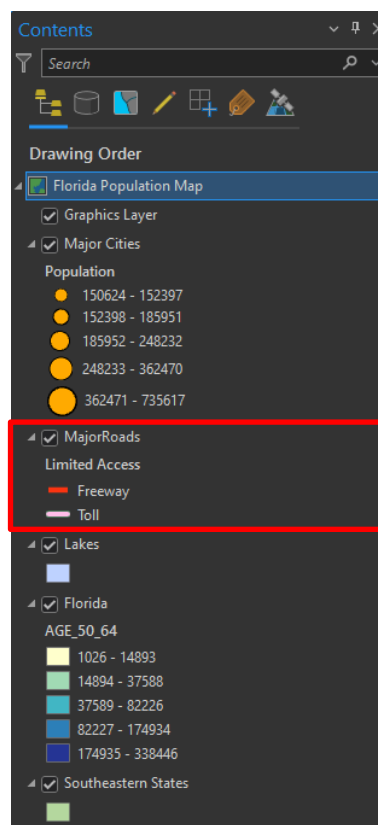 Contents
Search
Drawing Order
Florida Population Map
Graphics Layer
Major Cities
Population
150624 - 152397
152398 - 185951
185952 - 248232
248233 - 362470
362471 - 735617
MajorRoads
Limited Access
Freeway
Toll
Lakes
Florida
AGE_50_64
1026 - 14893
14894 - 37588
37589 - 82226
82227 - 174934
174935 - 338446
Southeastern States